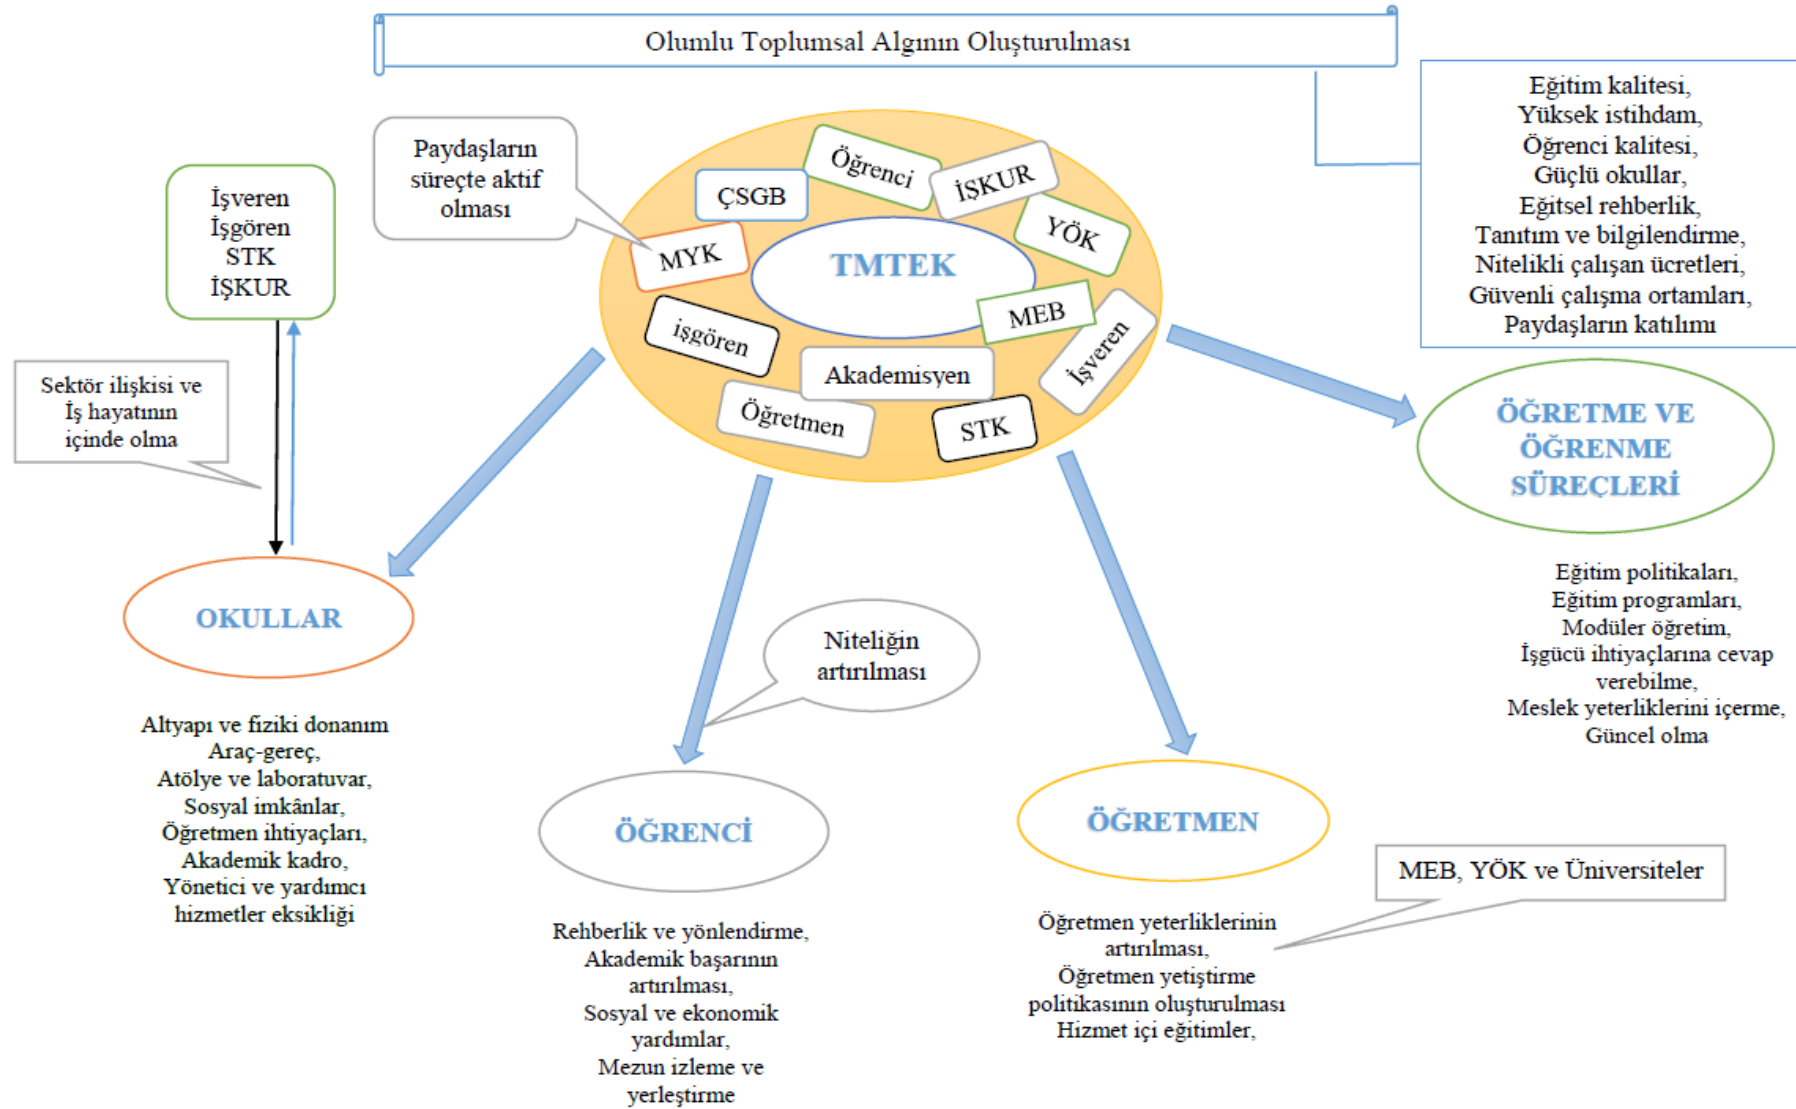 Olumlu Toplumsal Algının Oluşturulması
Eğitim kalitesi,
Yüksek istihdam,
Öğrenci kalitesi,
Güçlü okullar,
Eğitsel rehberlik,
Tanıtım ve bilgilendirme,
Nitelikli çalışan ücretleri,
Güvenli çalışma ortamları,
Paydaşların katılımı
Paydaşların
süreçte aktif
olması
İşveren
İşgören
STK
İŞKUR
Öğrenci
İŞKUR
ÇSGB
YÖK
MYK
TMTEK
MEB
işgören
İşveren
Akademisyen
Öğretmen
STK
Sektör ilişkisi ve
İş hayatının
içinde olma
ÖĞRETME VE
ÖĞRENME
SÜREÇLERİ
Eğitim politikaları,
Eğitim programları,
Modüler öğretim,
İşgücü ihtiyaçlarına cevap
verebilme,
Meslek yeterliklerini içerme,
Güncel olma
OKULLAR
Altyapı ve fiziki donanım
Araç-gereç,
Atölye ve laboratuvar,
Sosyal imkânlar,
Öğretmen ihtiyaçları,
Akademik kadro,
Yönetici ve yardımcı
hizmetler eksikliği
Niteliğin
artırılması
ÖĞRENCİ
Rehberlik ve yönlendirme,
Akademik başarının
artırılması,
Sosyal ve ekonomik
yardımlar,
Mezun izleme ve
yerleştirme
ÖĞRETMEN
MEB, YÖK ve Üniversiteler
Öğretmen yeterliklerinin
artırılması,
Öğretmen yetiştirme
politikasının oluşturulması
Hizmet içi eğitimler,